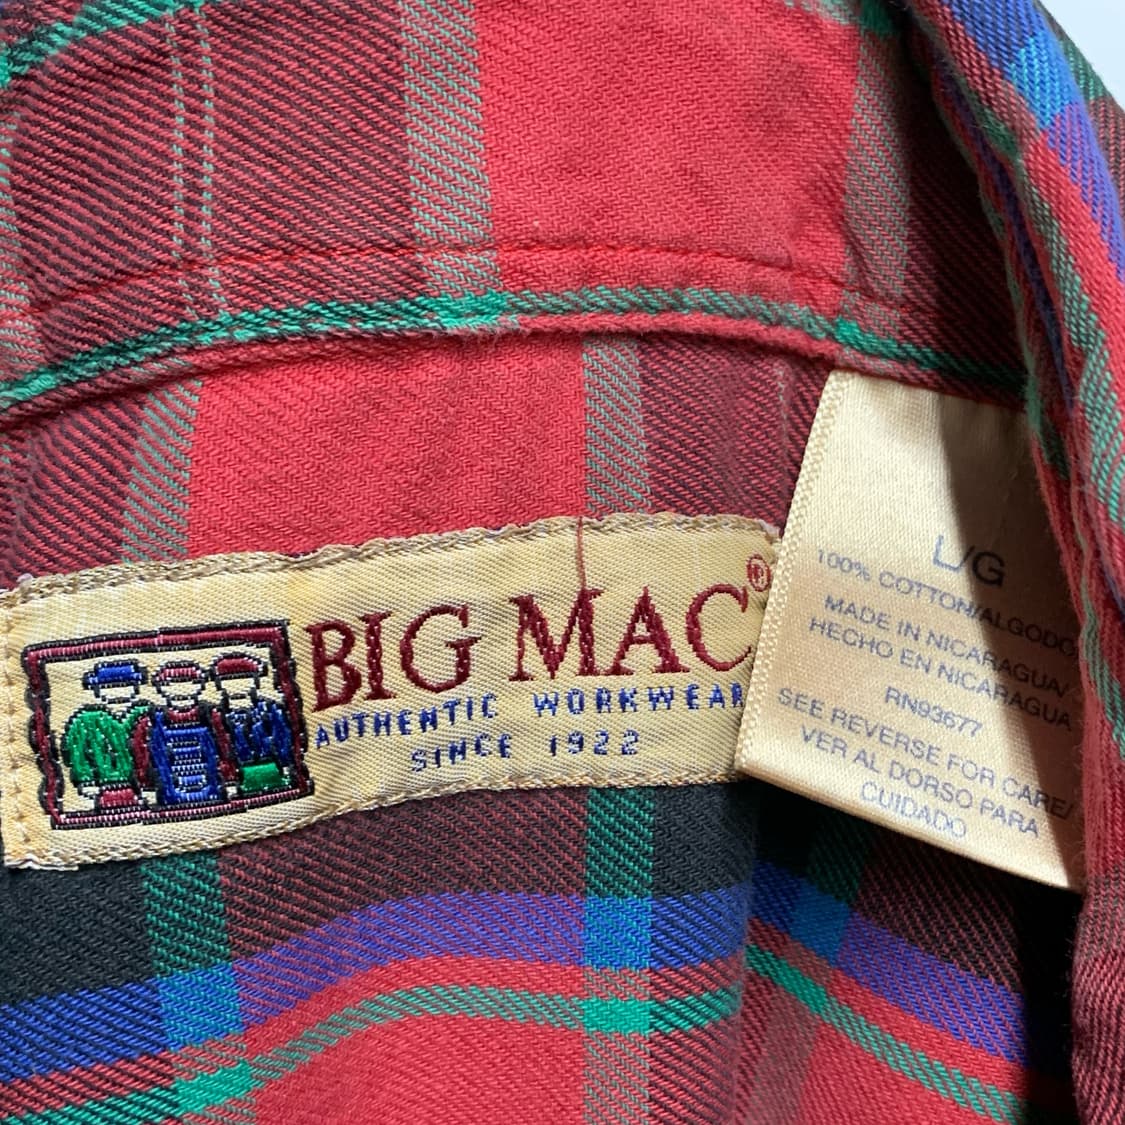 BIG MAC®
AUTHENTIC WORKWEAR
SINCE 1922
L/G
100% COTTON/ALGODO
MADE IN NICARAGUA/
HECHO EN NICARAGUA
RN93677
SEE REVERSE FOR CARE/
VER AL DORSO PARA
CUIDADO